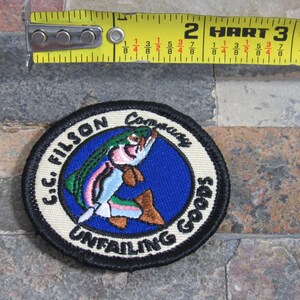 2 HART 3
C.C. FILSON Company
UNFAILING GOODS